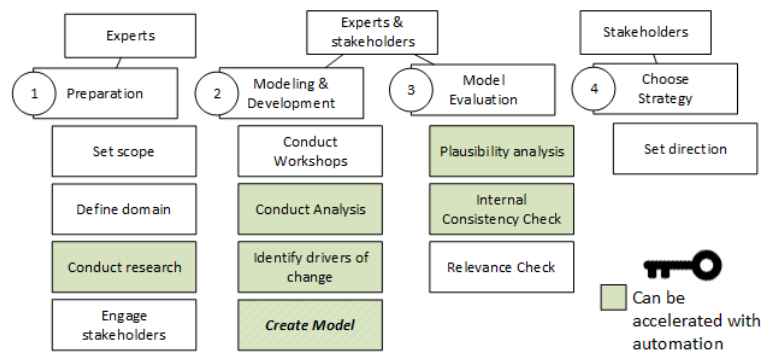 Experts
Experts &
stakeholders
Stakeholders
1
Preparation
2
Modeling &
Development
3
Model
Evaluation
4
Choose
Strategy
Set scope
Define domain
Conduct research
Engage
stakeholders
Conduct
Workshops
Conduct Analysis
Identify drivers of
change
Create Model
Plausibility analysis
Internal
Consistency Check
Relevance Check
Set direction
Can be
accelerated with
automation